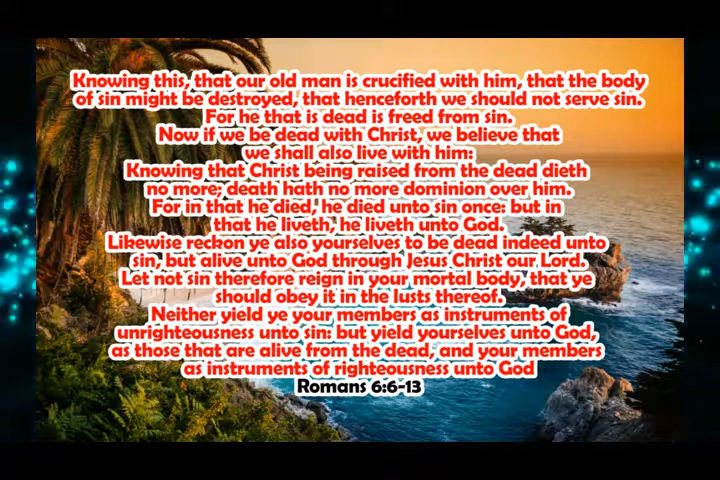 Knowing this, that our old man is crucified with him, that the body
of sin might be destroyed, that henceforth we should not serve sin.
For he that is dead is freed from sin.
Now if we be dead with Christ, we believe that
we shall also live with him:
Knowing that Christ being raised from the dead dieth
no more; death hath no more dominion over him.
For in that he died, he died unto sin once: but in
that he liveth, he liveth unto God.
Likewise reckon ye also yourselves to be dead indeed unto
sin, but alive unto God through Jesus Christ our Lord.
Let not sin therefore reign in your mortal body, that ye
should obey it in the lusts thereof.
Neither yield ye your members as instruments of
unrighteousness unto sin: but yield yourselves unto God,
as those that are alive from the dead, and your members
as instruments of righteousness unto God
Romans 6:6-13